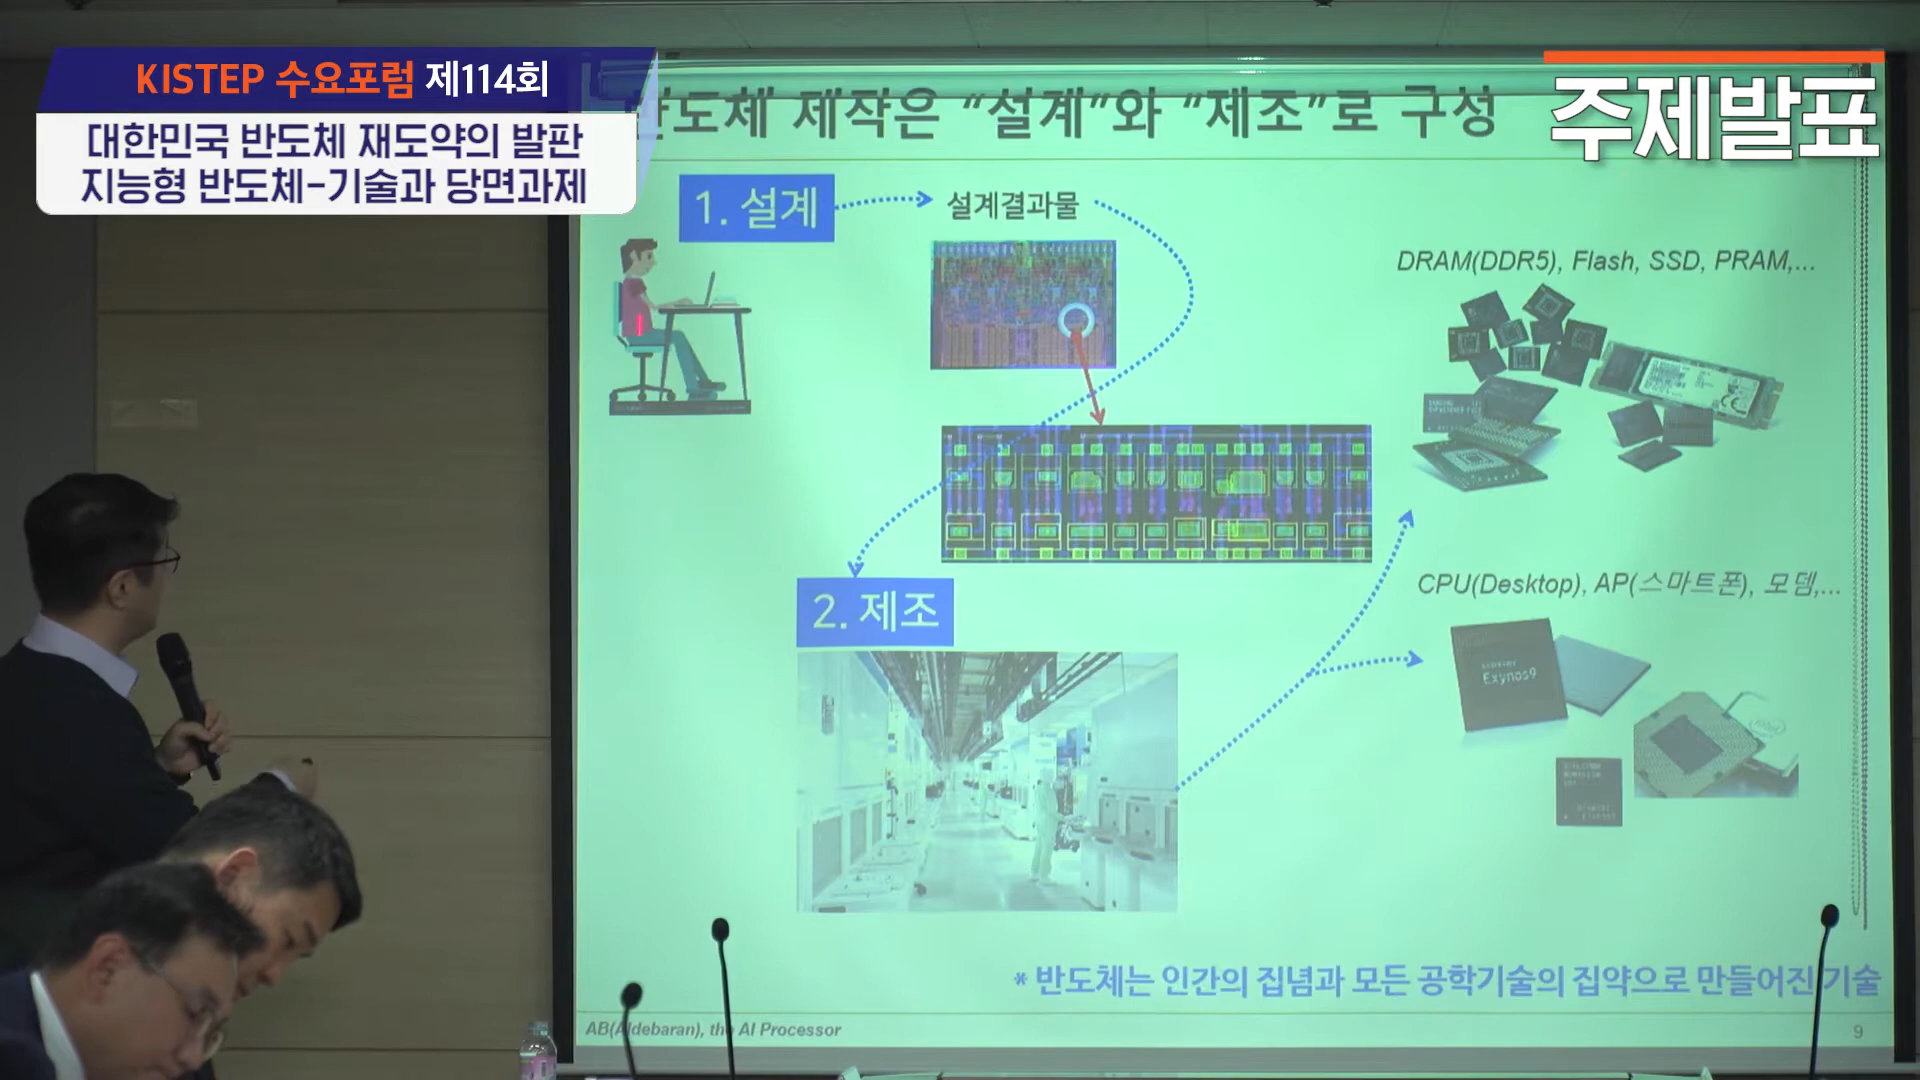 KISTEP 수요포럼 제114회
대한민국 반도체 재도약의 발판
지능형 반도체-기술과 당면과제
주제발표
반도체 제작은 "설계"와 "제조"로 구성
1. 설계
설계결과물
DRAM(DDR5), Flash, SSD, PRAM,...
2. 제조
CPU(Desktop), AP(스마트폰), 모뎀,...
Exynos9
* 반도체는 인간의 집념과 모든 공학기술의 집약으로 만들어진 기술
AB(Aldebaran), the AI Processor
9